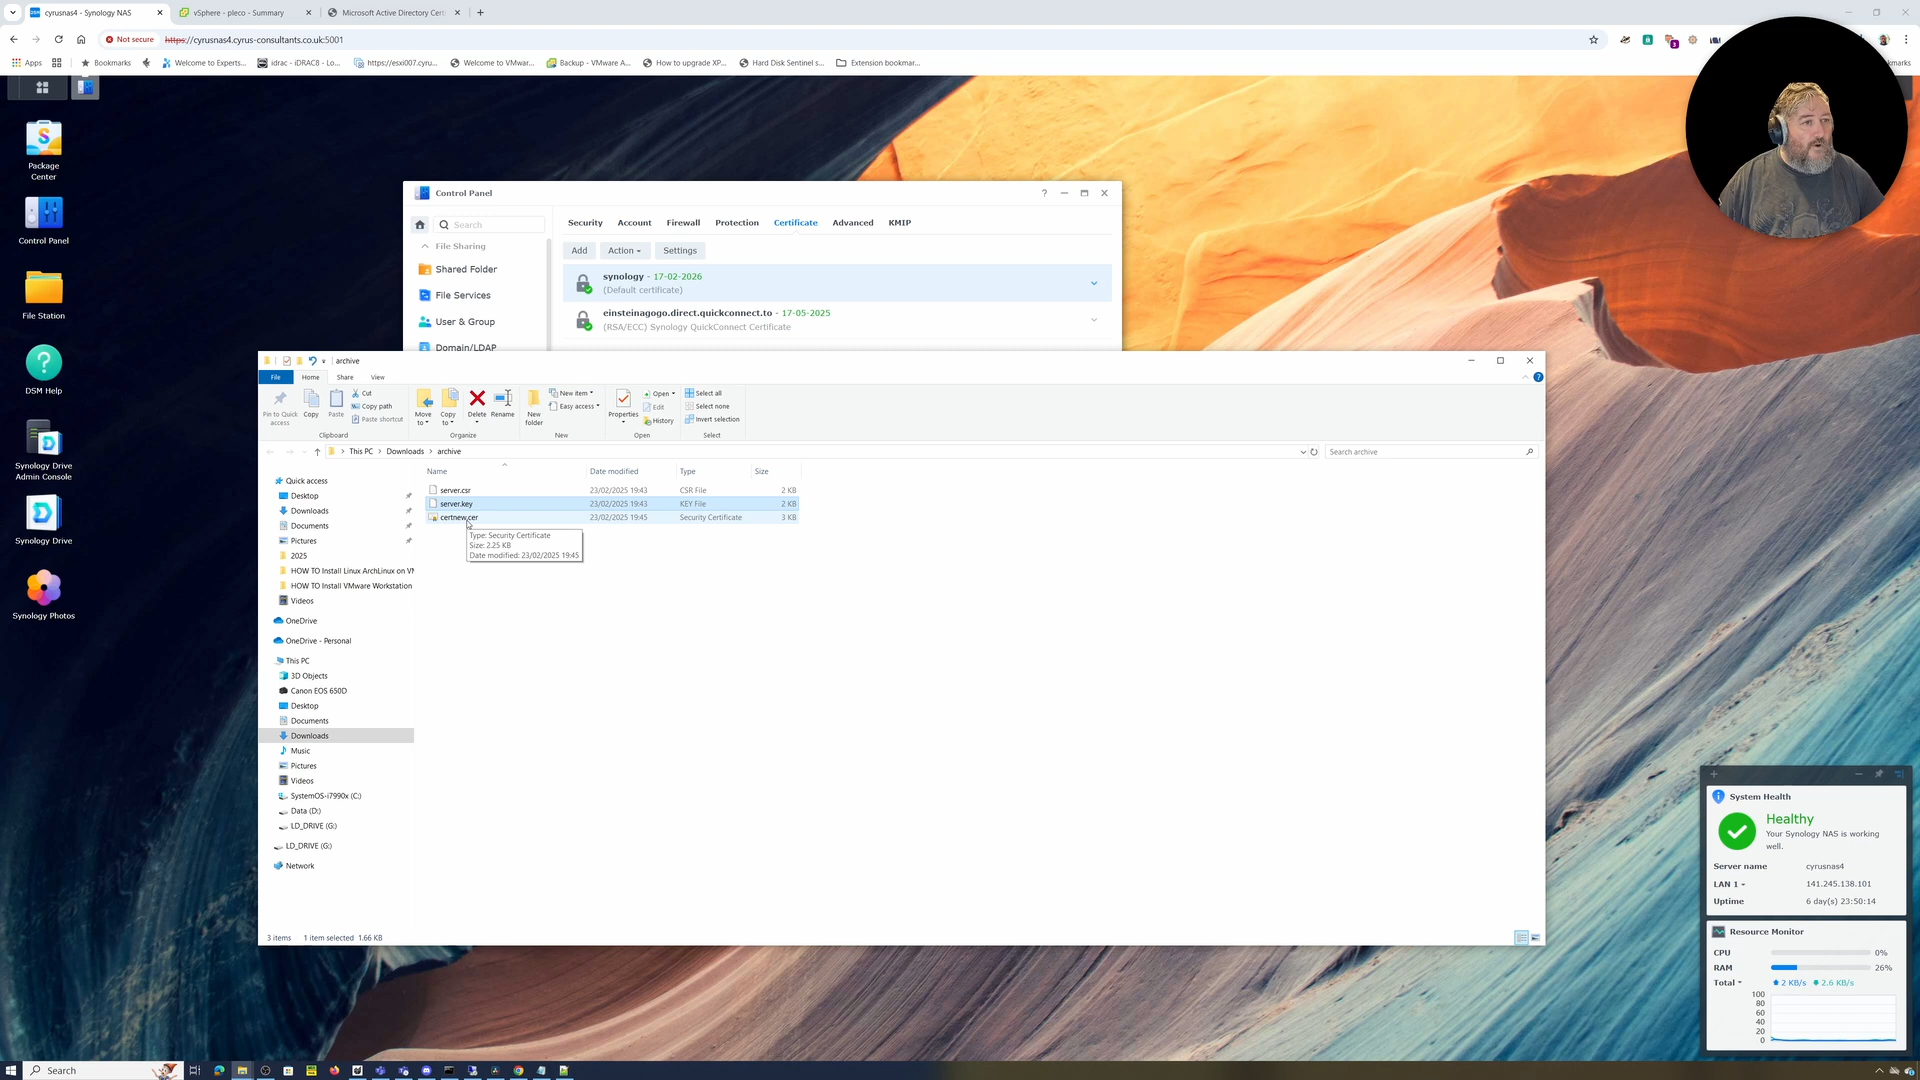 cyrusnas4 - Synology NAS
vSphere - pleco - Summary
Microsoft Active Directory Cert
Not secure
https://cyrusnas4.cyrus-consultants.co.uk:5001
3
Apps
Bookmarks
Welcome to Experts...
idrac - iDRAC8 - Lo...
https://esxi007.cyru...
Welcome to VMwar...
Backup - VMware A...
How to upgrade XP...
Hard Disk Sentinel s...
Extension bookmar...
Package
Center
Control Panel
File Station
DSM Help
Synology Drive
Admin Console
Synology Drive
Synology Photos
Control Panel
Search
File Sharing
Shared Folder
File Services
User & Group
Domain/LDAP
Security
Account
Firewall
Protection
Certificate
Advanced
KMIP
Add
Action
Settings
synology - 17-02-2026
(Default certificate)
einsteinagogo.direct.quickconnect.to - 17-05-2025
(RSA/ECC) Synology QuickConnect Certificate
archive
File
Home
Share
View
Pin to Quick
access
Copy
Paste
Cut
Copy path
Paste shortcut
Clipboard
Move
to
Copy
to
Delete
Rename
Organize
New
folder
New item
Easy access
New
Properties
Open
Edit
History
Open
Select all
Select none
Invert selection
Select
This PC
Downloads
archive
Search archive
Name
Date modified
Type
Size
server.csr
23/02/2025 19:43
CSR File
2 KB
server.key
23/02/2025 19:43
KEY File
2 KB
certnew.cer
23/02/2025 19:45
Security Certificate
3 KB
Type: Security Certificate
Size: 2.25 KB
Date modified: 23/02/2025 19:45
Quick access
Desktop
Downloads
Documents
Pictures
2025
HOW TO Install Linux ArchLinux on VM
HOW TO Install VMware Workstation
Videos
OneDrive
OneDrive - Personal
This PC
3D Objects
Canon EOS 650D
Desktop
Documents
Downloads
Music
Pictures
Videos
SystemOS-i7990x (C:)
Data (D:)
LD_DRIVE (G:)
LD_DRIVE (G:)
Network
3 items
1 item selected 1.66 KB
System Health
Healthy
Your Synology NAS is working
well.
Server name
cyrusnas4
LAN 1
141.245.138.101
Uptime
6 day(s) 23:50:14
Resource Monitor
CPU
0%
RAM
26%
Total
2 KB/s
2.6 KB/s
100
80
60
40
20
0
Search